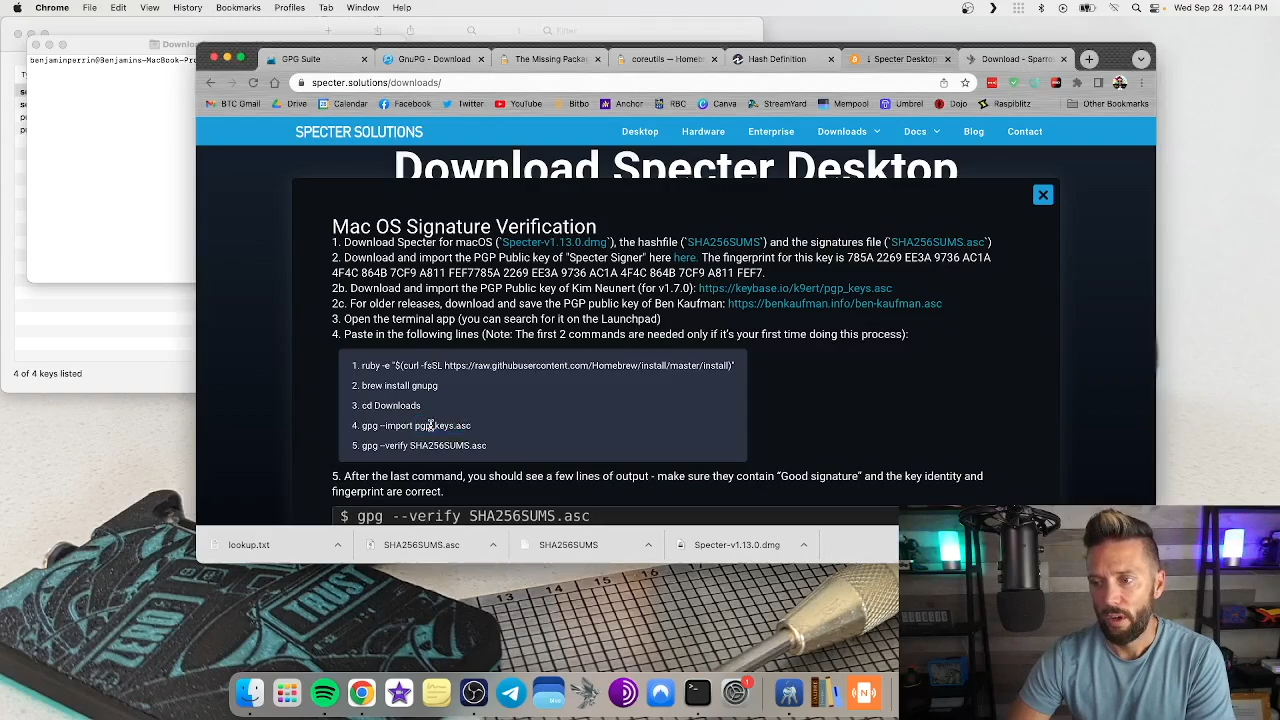 Chrome File Edit View History Bookmarks Profiles Tab Window Help
Wed Sep 28 12:44 PM
Filter
Downloa
benjaminperrin@Benjamins-MacBook-Pro
4 of 4 keys listed
GPG Suite
GnuPG - Download
The Missing Packa
coreutils — Homeb
Hash Definition
Specter Desktop
Download - Sparro
specter.solutions/downloads/
BTC Gmail Drive Calendar Facebook Twitter YouTube Bitbo Anchor RBC Canva StreamYard Mempool Umbrel Dojo Raspiblitz Other Bookmarks
SPECTER SOLUTIONS
Desktop Hardware Enterprise Downloads Docs Blog Contact
Download Specter Desktop
Mac OS Signature Verification
1. Download Specter for macOS (`Specter-v1.13.0.dmg`), the hashfile (`SHA256SUMS`) and the signatures file (`SHA256SUMS.asc`)
2. Download and import the PGP Public key of "Specter Signer" here here. The fingerprint for this key is 785A 2269 EE3A 9736 AC1A
4F4C 864B 7CF9 A811 FEF7785A 2269 EE3A 9736 AC1A 4F4C 864B 7CF9 A811 FEF7.
2b. Download and import the PGP Public key of Kim Neunert (for v1.7.0): https://keybase.io/k9ert/pgp_keys.asc
2c. For older releases, download and save the PGP public key of Ben Kaufman: https://benkaufman.info/ben-kaufman.asc
3. Open the terminal app (you can search for it on the Launchpad)
4. Paste in the following lines (Note: The first 2 commands are needed only if it's your first time doing this process):
1. ruby -e "$(curl -fsSL https://raw.githubusercontent.com/Homebrew/install/master/install)"
2. brew install gnupg
3. cd Downloads
4. gpg –import pgp_keys.asc
5. gpg –verify SHA256SUMS.asc
5. After the last command, you should see a few lines of output - make sure they contain “Good signature” and the key identity and
fingerprint are correct.
$ gpg --verify SHA256SUMS.asc
lookup.txt
SHA256SUMS.asc
SHA256SUMS
Specter-v1.13.0.dmg
13 14 15 16 17
TRUST
1